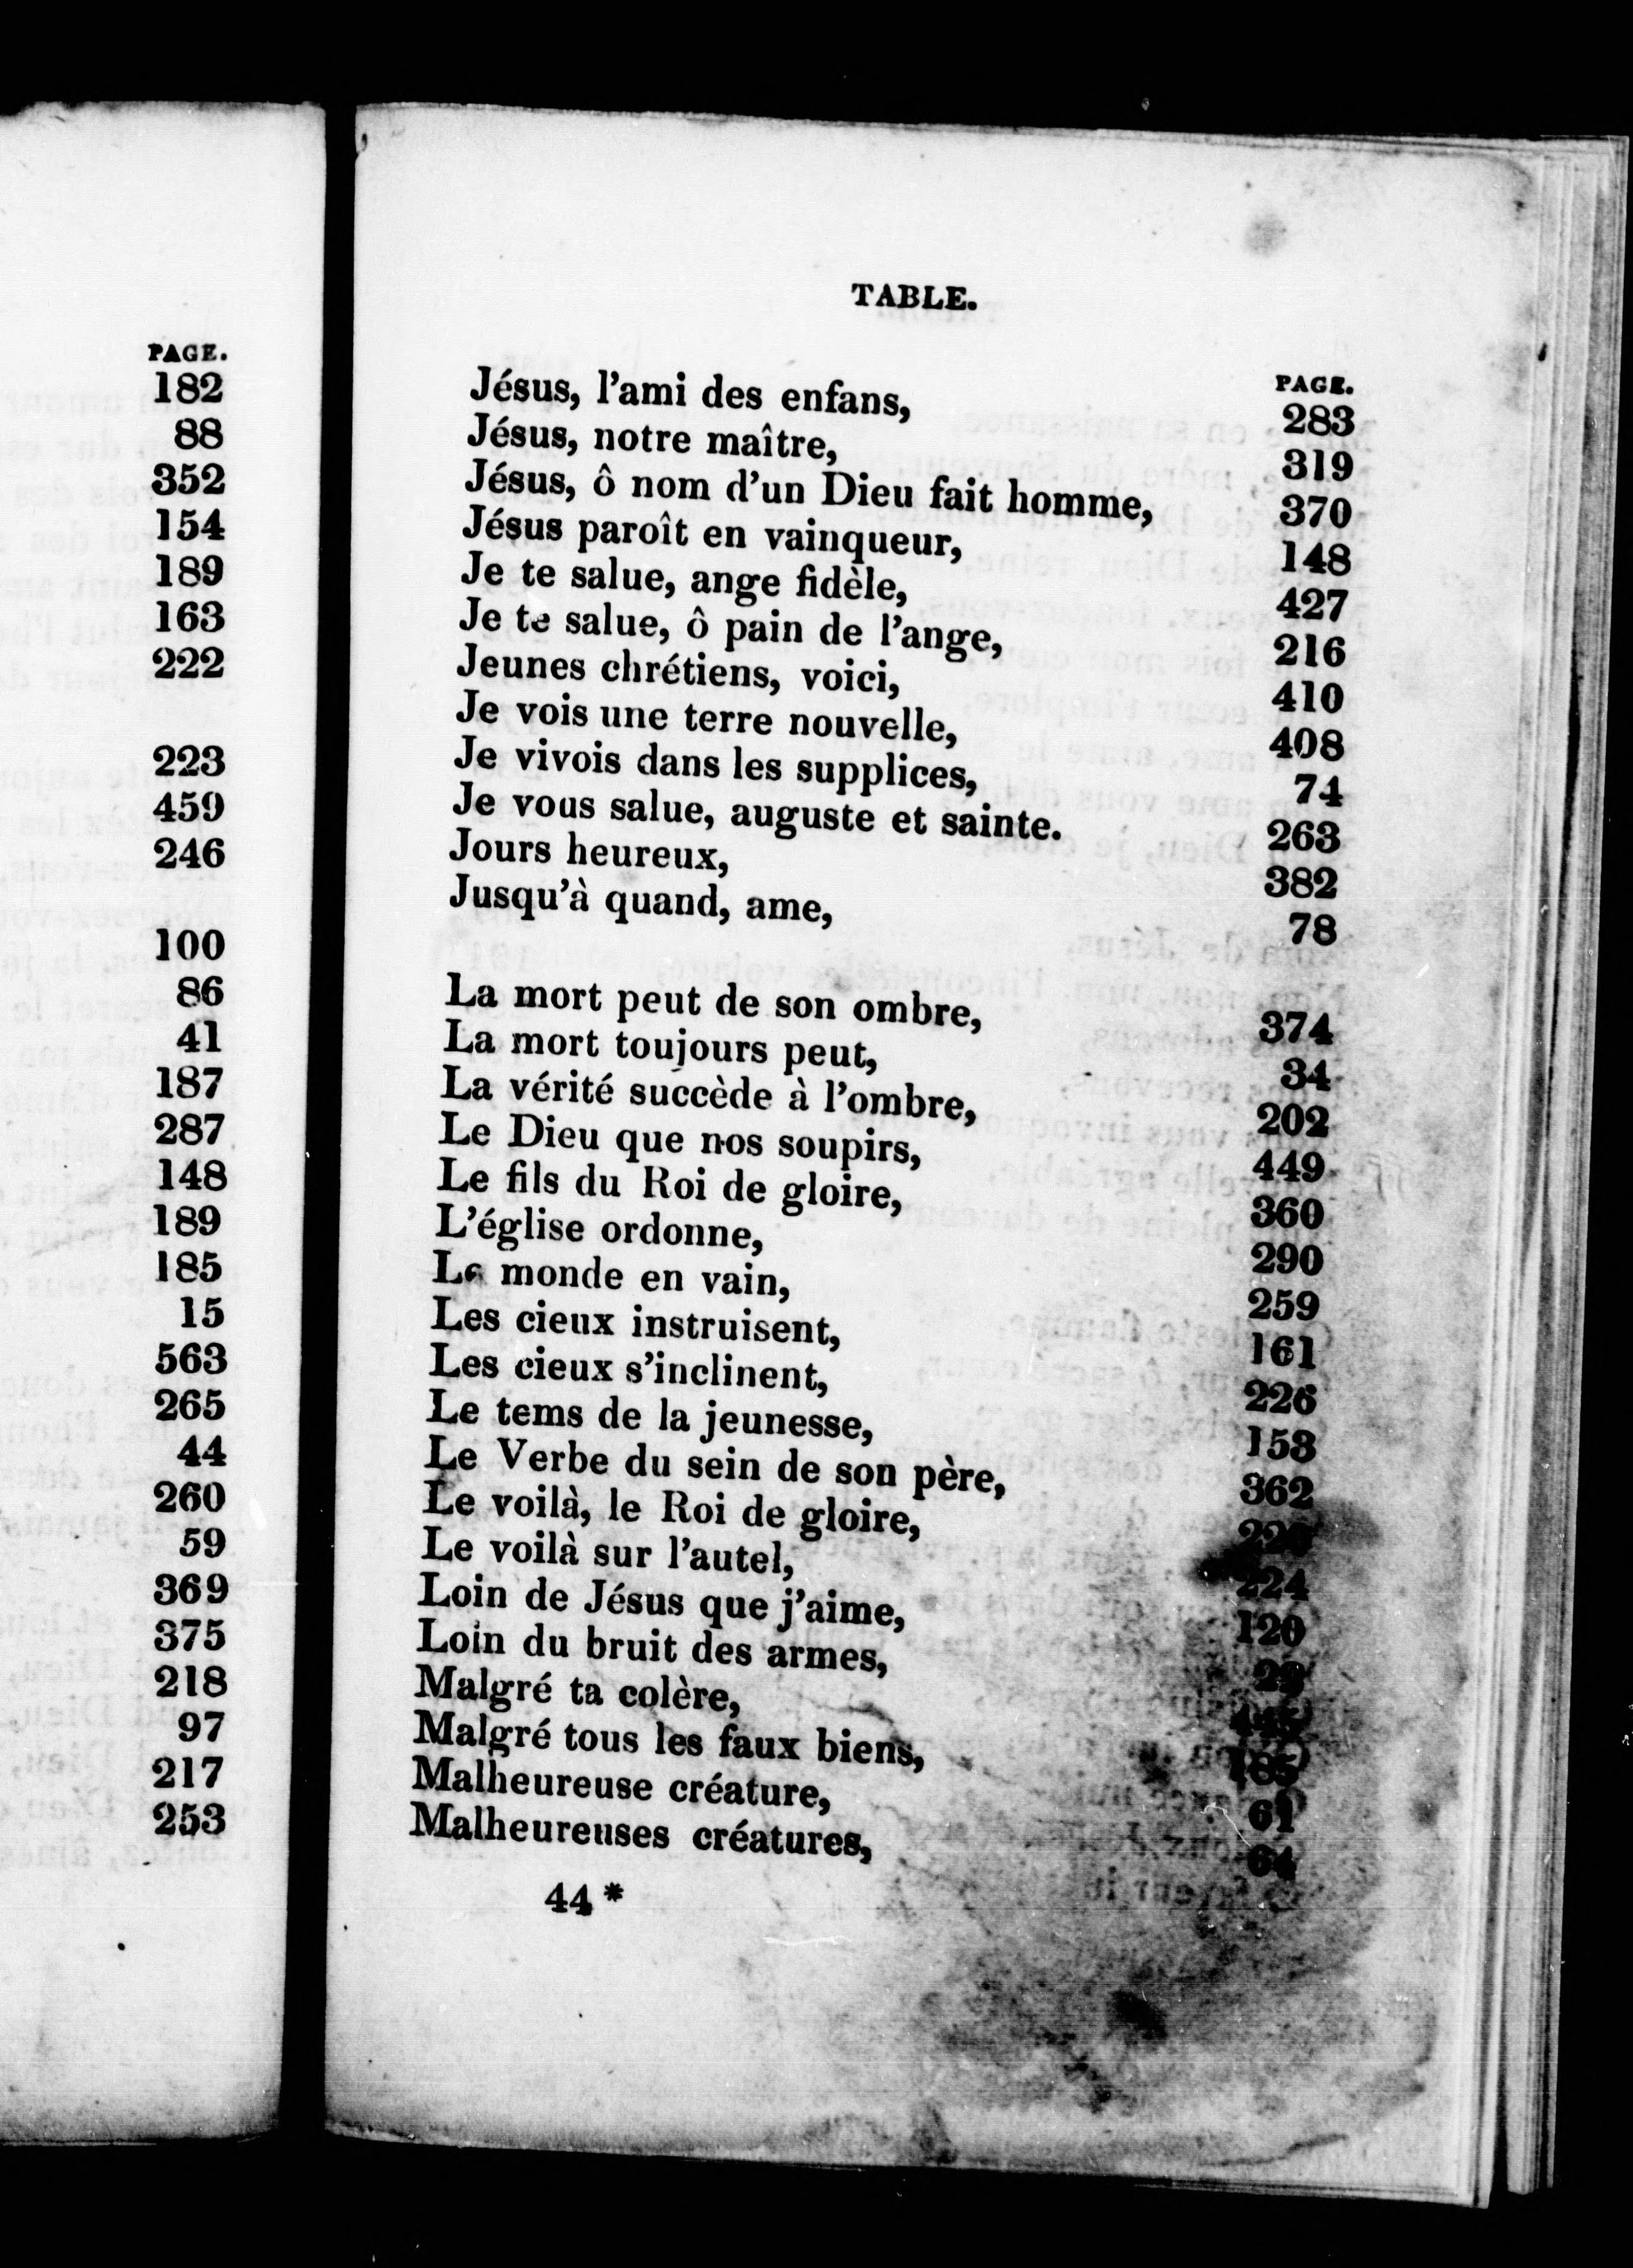 PAGE.
182
88
352
154
189
163
222
223
459
246
100
86
41
187
287
148
189
185
15
563
265
44
260
59
369
375
218
97
217
253
TABLE.
PAGE.
Jésus, l'ami des enfans, 283
Jésus, notre maître, 319
Jésus, ô nom d'un Dieu fait homme, 370
Jésus paroît en vainqueur, 148
Je te salue, ange fidèle, 427
Je te salue, ô pain de l'ange, 216
Jeunes chrétiens, voici, 410
Je vois une terre nouvelle, 408
Je vivois dans les supplices, 74
Je vous salue, auguste et sainte. 263
Jours heureux, 382
Jusqu'à quand, ame, 78
La mort peut de son ombre, 374
La mort toujours peut, 34
La vérité succède à l'ombre, 202
Le Dieu que nos soupirs, 449
Le fils du Roi de gloire, 360
L'église ordonne, 290
Le monde en vain, 259
Les cieux instruisent, 161
Les cieux s'inclinent, 226
Le tems de la jeunesse, 153
Le Verbe du sein de son père, 362
Le voilà, le Roi de gloire,
Le voilà sur l'autel, 224
Loin de Jésus que j'aime, 120
Loin du bruit des armes,
Malgré ta colère, 445
Malgré tous les faux biens, 185
Malheureuse créature, 61
Malheureuses créatures, 64
44 *